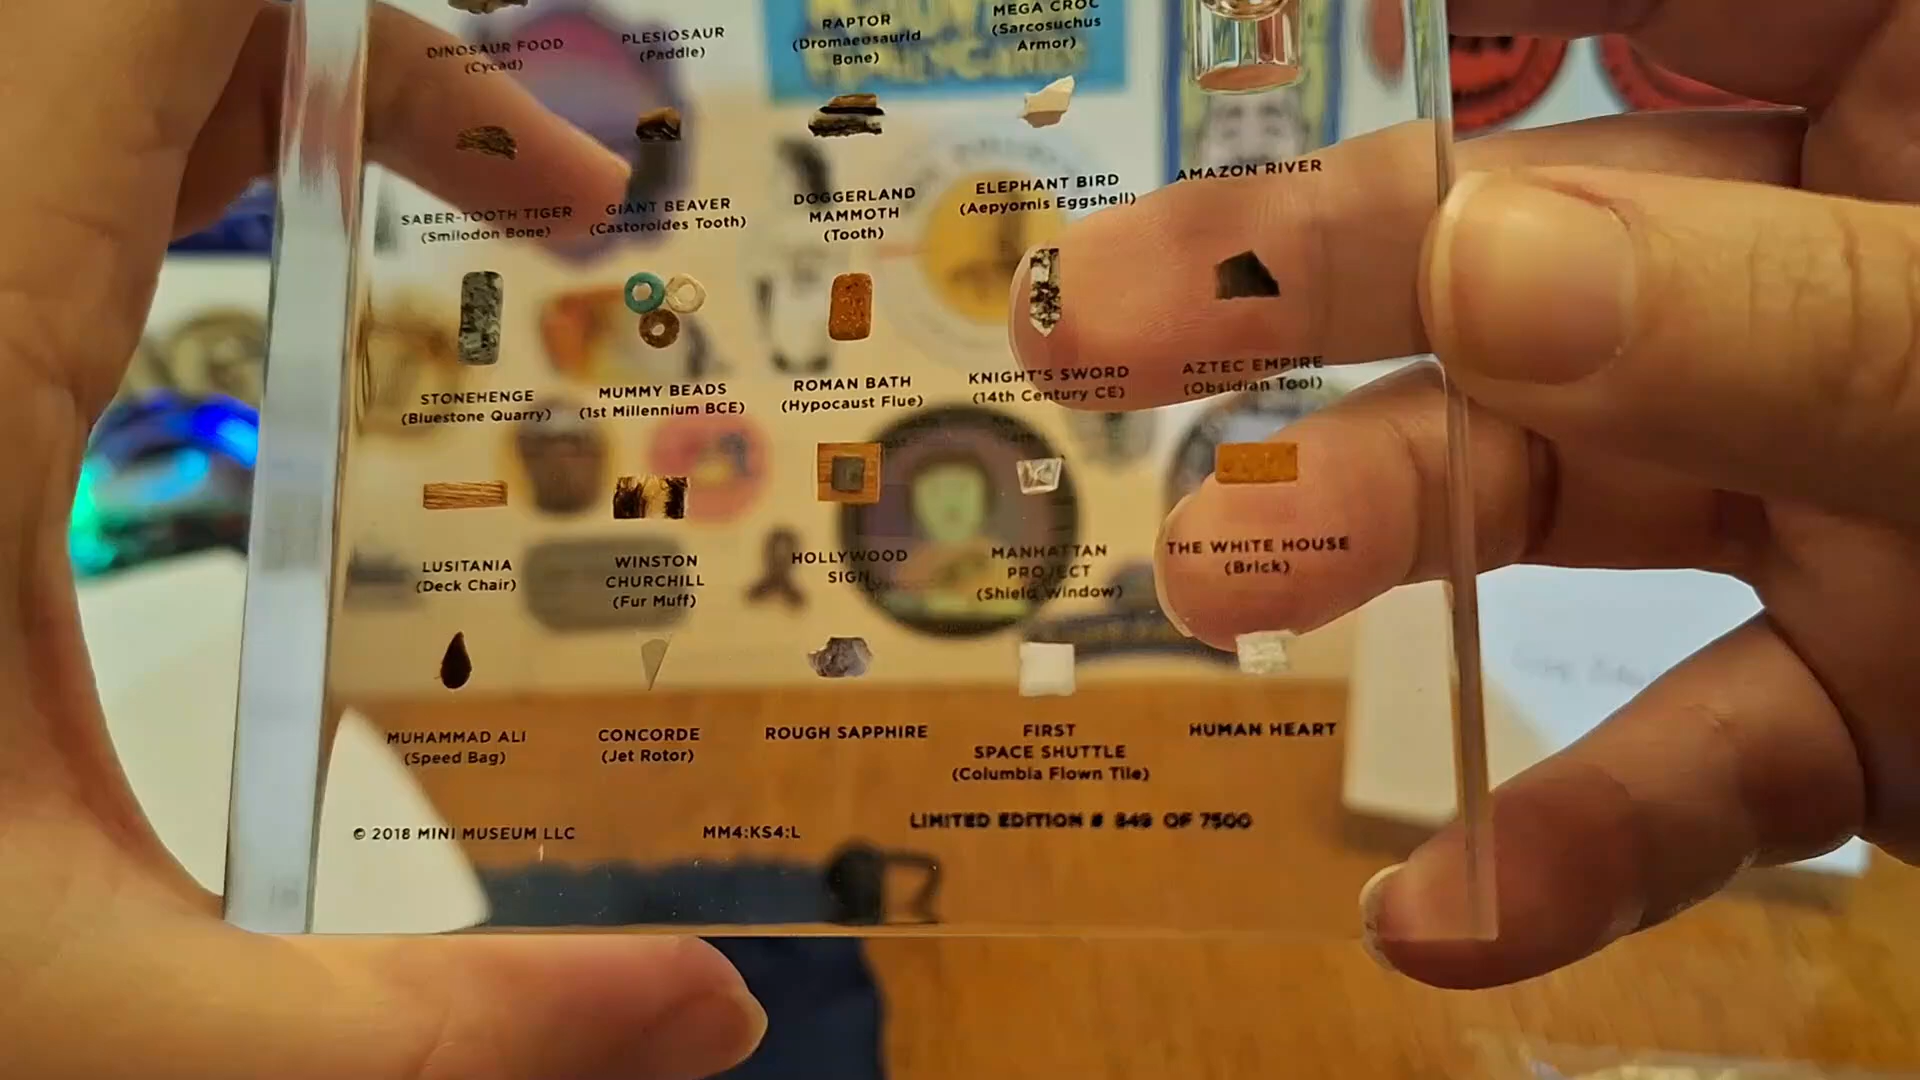 DINOSAUR FOOD
(Cycad)
PLESIOSAUR
(Paddle)
RAPTOR
(Dromaeosaurid
Bone)
MEGA CROC
(Sarcosuchus
Armor)
SABER-TOOTH TIGER
(Smilodon Bone)
GIANT BEAVER
(Castoroides Tooth)
DOGGERLAND
MAMMOTH
(Tooth)
ELEPHANT BIRD
(Aepyornis Eggshell)
AMAZON RIVER
STONEHENGE
(Bluestone Quarry)
MUMMY BEADS
(1st Millennium BCE)
ROMAN BATH
(Hypocaust Flue)
KNIGHT'S SWORD
(14th Century CE)
AZTEC EMPIRE
(Obsidian Tool)
LUSITANIA
(Deck Chair)
WINSTON
CHURCHILL
(Fur Muff)
HOLLYWOOD
SIGN
MANHATTAN
PROJECT
(Shield Window)
THE WHITE HOUSE
(Brick)
MUHAMMAD ALI
(Speed Bag)
CONCORDE
(Jet Rotor)
ROUGH SAPPHIRE
FIRST
SPACE SHUTTLE
(Columbia Flown Tile)
HUMAN HEART
© 2018 MINI MUSEUM LLC
MM4:KS4:L
LIMITED EDITION # 849 OF 7500